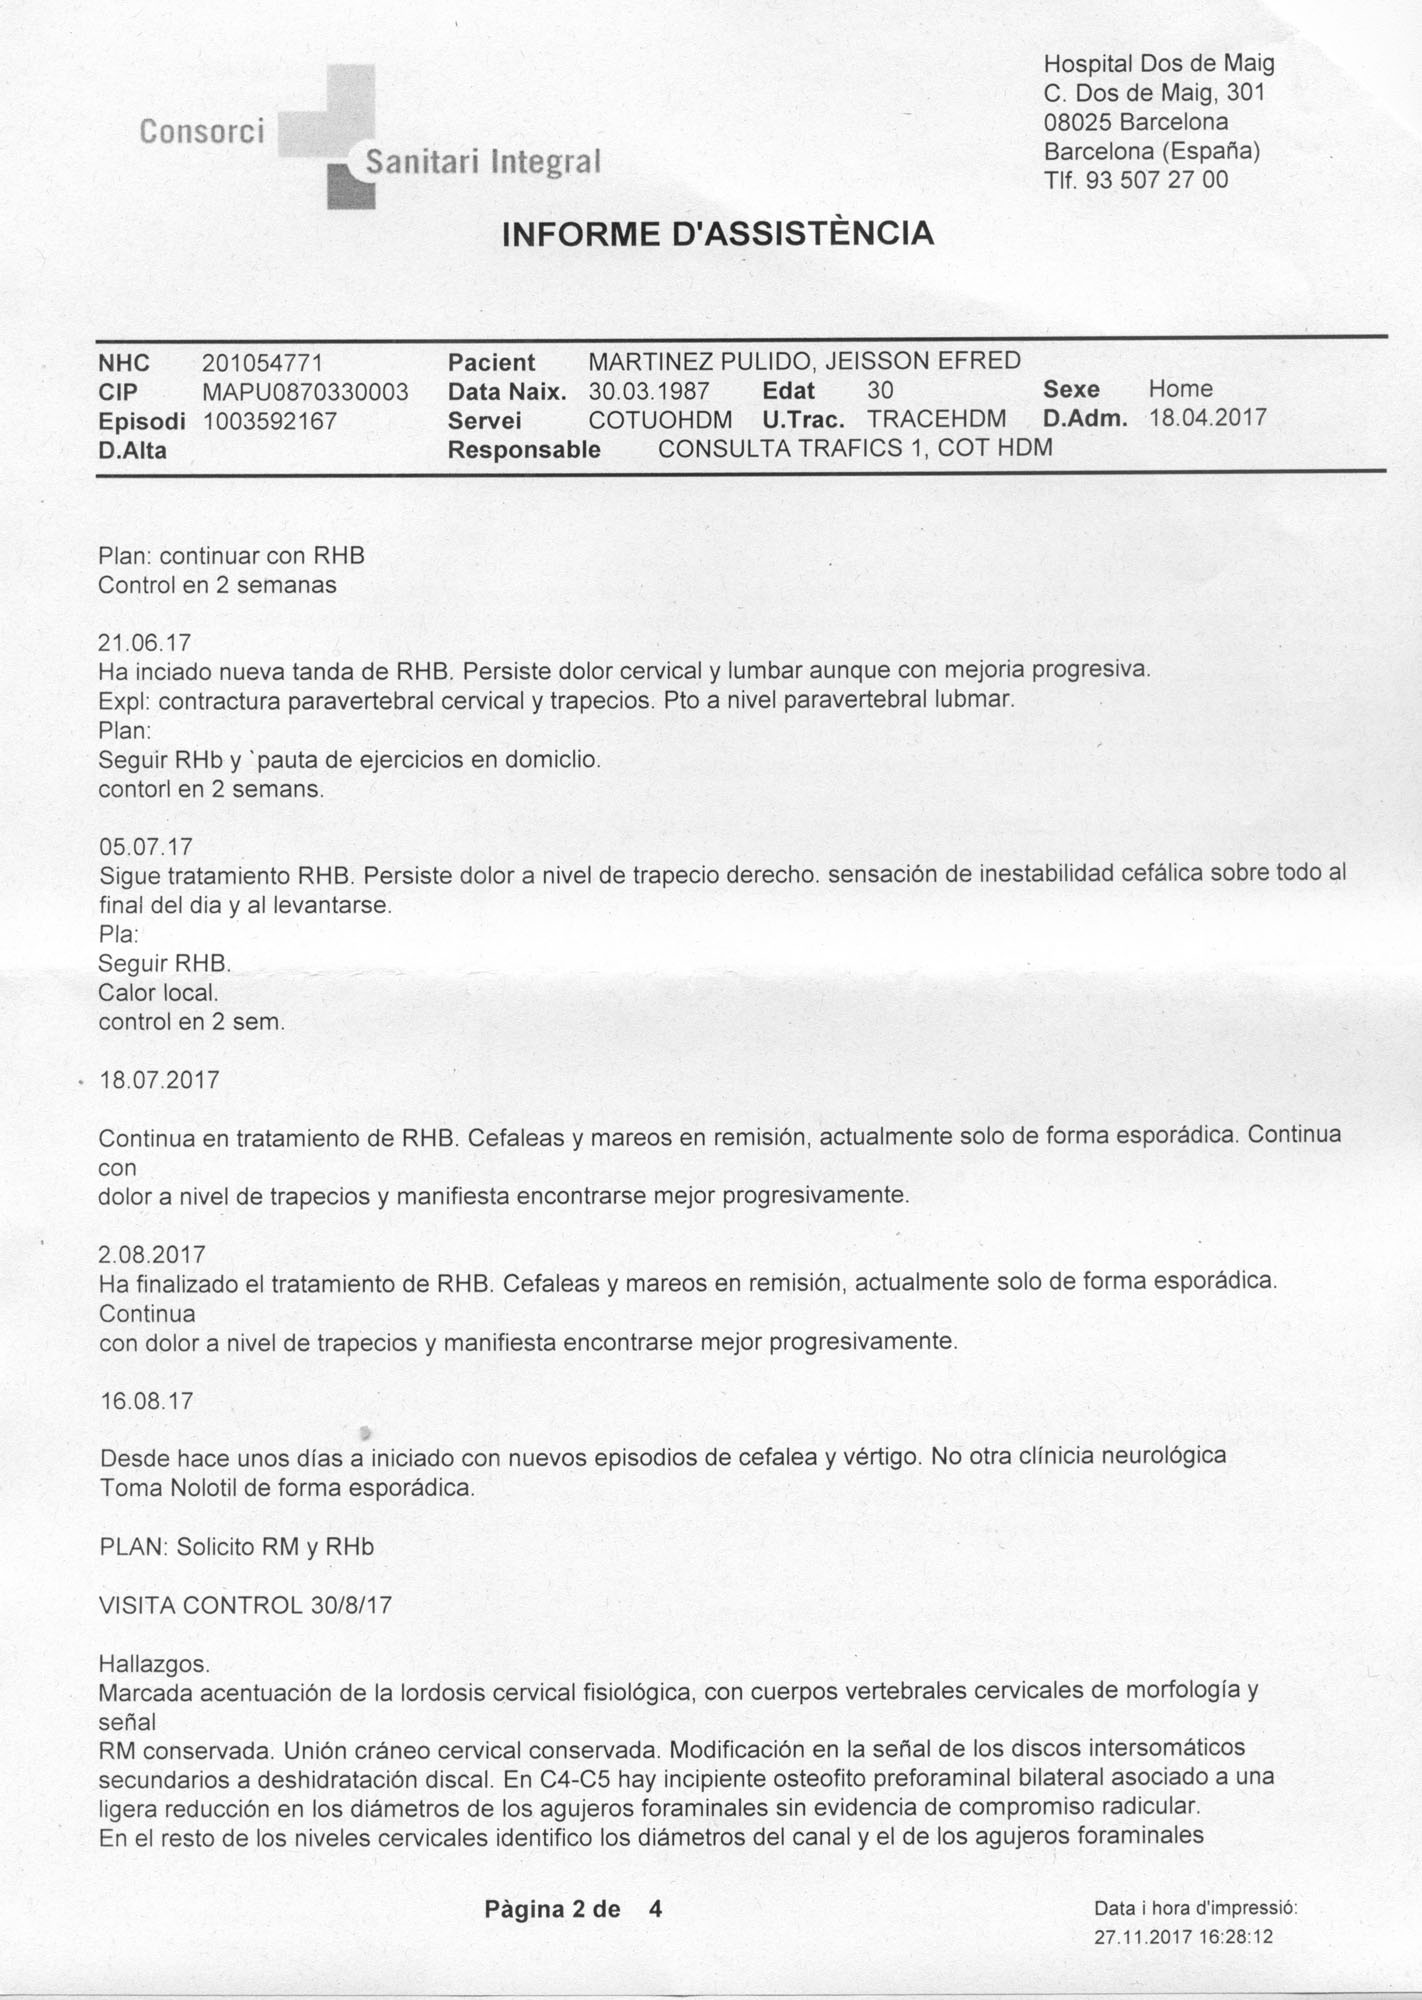 Consorci
Sanitari Integral
Hospital Dos de Maig
C. Dos de Maig, 301
08025 Barcelona
Barcelona (España)
Tlf. 93 507 27 00
INFORME D'ASSISTÈNCIA
NHC 201054771 Pacient MARTINEZ PULIDO, JEISSON EFRED
CIP MAPU0870330003 Data Naix. 30.03.1987 Edat 30 Sexe Home
Episodi 1003592167 Servei COTUOHDM U.Trac. TRACEHDM D.Adm. 18.04.2017
D.Alta Responsable CONSULTA TRAFICS 1, COT HDM
Plan: continuar con RHB
Control en 2 semanas
21.06.17
Ha inciado nueva tanda de RHB. Persiste dolor cervical y lumbar aunque con mejoria progresiva.
Expl: contractura paravertebral cervical y trapecios. Pto a nivel paravertebral lubmar.
Plan:
Seguir RHb y `pauta de ejercicios en domiclio.
contorl en 2 semans.
05.07.17
Sigue tratamiento RHB. Persiste dolor a nivel de trapecio derecho. sensación de inestabilidad cefálica sobre todo al
final del dia y al levantarse.
Pla:
Seguir RHB.
Calor local.
control en 2 sem.
18.07.2017
Continua en tratamiento de RHB. Cefaleas y mareos en remisión, actualmente solo de forma esporádica. Continua
con
dolor a nivel de trapecios y manifiesta encontrarse mejor progresivamente.
2.08.2017
Ha finalizado el tratamiento de RHB. Cefaleas y mareos en remisión, actualmente solo de forma esporádica.
Continua
con dolor a nivel de trapecios y manifiesta encontrarse mejor progresivamente.
16.08.17
Desde hace unos días a iniciado con nuevos episodios de cefalea y vértigo. No otra clínicia neurológica
Toma Nolotil de forma esporádica.
PLAN: Solicito RM y RHb
VISITA CONTROL 30/8/17
Hallazgos.
Marcada acentuación de la lordosis cervical fisiológica, con cuerpos vertebrales cervicales de morfología y
señal
RM conservada. Unión cráneo cervical conservada. Modificación en la señal de los discos intersomáticos
secundarios a deshidratación discal. En C4-C5 hay incipiente osteofito preforaminal bilateral asociado a una
ligera reducción en los diámetros de los agujeros foraminales sin evidencia de compromiso radicular.
En el resto de los niveles cervicales identifico los diámetros del canal y el de los agujeros foraminales
Pàgina 2 de 4
Data i hora d'impressió:
27.11.2017 16:28:12